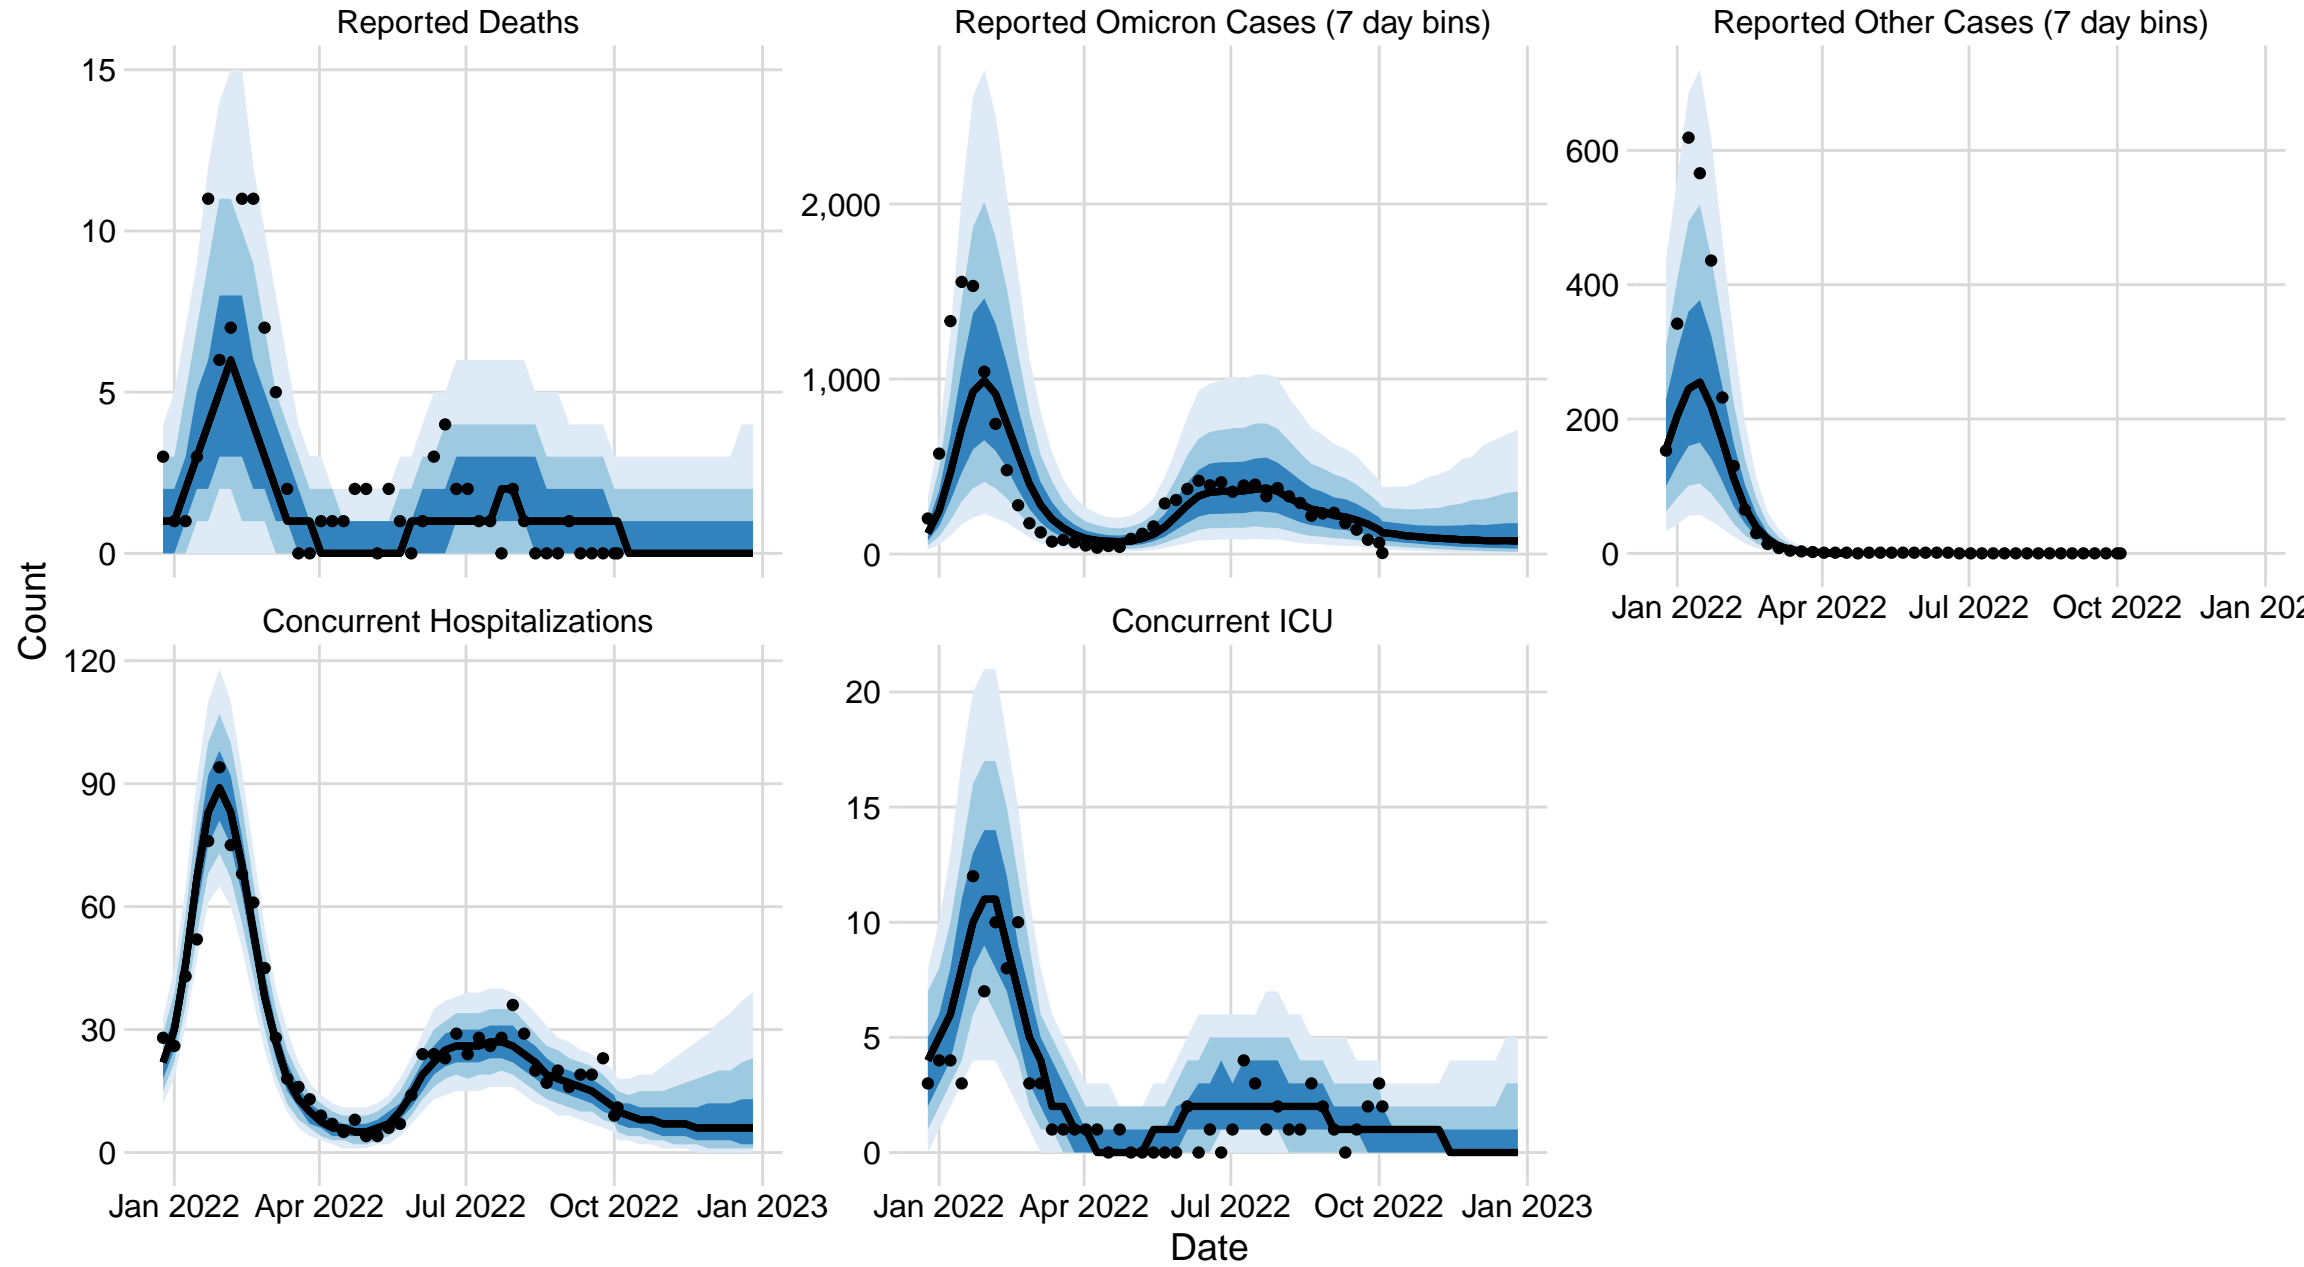 Reported Deaths
Reported Omicron Cases (7 day bins)
Reported Other Cases (7 day bins)
15
10
5
0
2,000
1,000
0
600
400
200
0
Jan 2022 Apr 2022 Jul 2022 Oct 2022 Jan 202
Count
Concurrent Hospitalizations
Concurrent ICU
120
90
60
30
0
20
15
10
5
0
Jan 2022 Apr 2022 Jul 2022 Oct 2022 Jan 2023
Jan 2022 Apr 2022 Jul 2022 Oct 2022 Jan 2023
Date